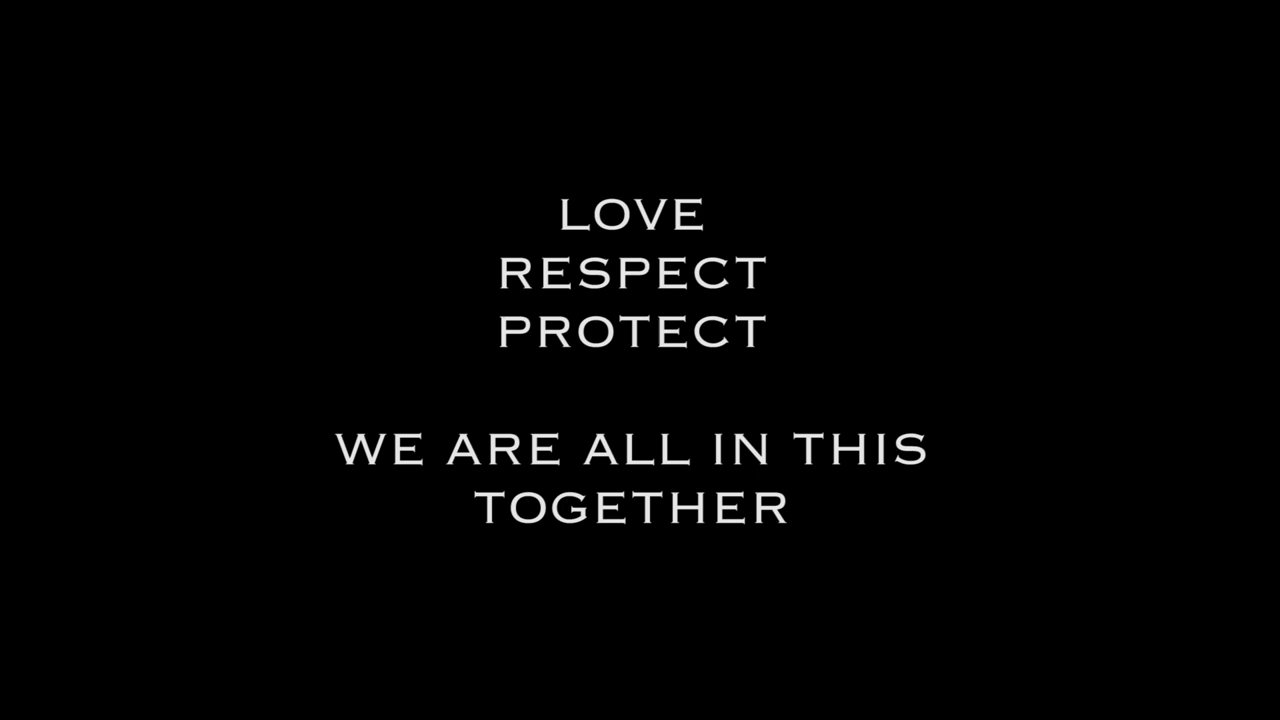 LOVE
RESPECT
PROTECT
WE ARE ALL IN THIS
TOGETHER